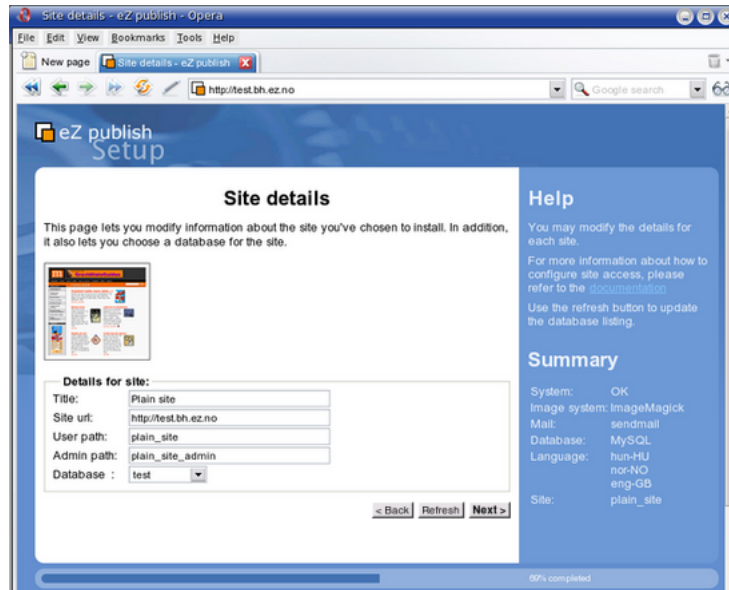 Site details - eZ publish - Opera
File Edit View Bookmarks Tools Help
New page Site details - eZ publish
http://test.bh.ez.no Google search
eZ publish
Setup
Site details
This page lets you modify information about the site you've chosen to install. In addition,
it also lets you choose a database for the site.
Details for site:
Title: Plain site
Site url: http://test.bh.ez.no
User path: plain_site
Admin path: plain_site_admin
Database : test
< Back Refresh Next >
Help
You may modify the details for
each site.
For more information about how to
configure site access, please
refer to the documentation
Use the refresh button to update
the database listing.
Summary
System: OK
Image system: ImageMagick
Mail: sendmail
Database: MySQL
Language: hun-HU
nor-NO
eng-GB
Site: plain_site
69% completed